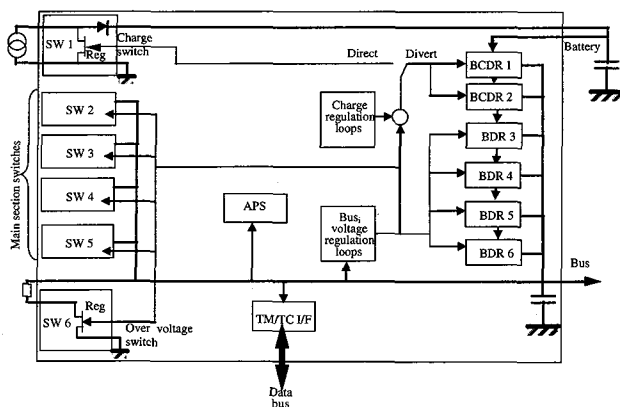 SW 1
Charge
switch
Reg
Direct
Divert
Battery
BCDR 1
BCDR 2
SW 2
SW 3
SW 4
SW 5
Main section switches
Charge
regulation
loops
BDR 3
BDR 4
BDR 5
BDR 6
APS
Bus
voltage
regulation
loops
Bus
SW 6
Reg
Over voltage
switch
TM/TC I/F
Data
bus